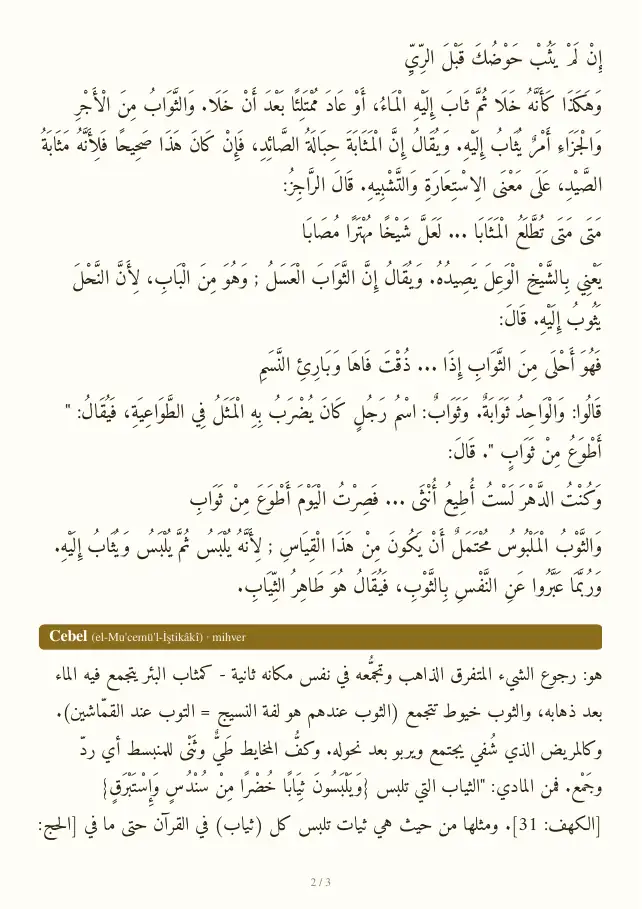 إِنْ لَمْ يَثُبْ حَوْضُكَ قَبْلَ الرِّيِّ
وَهَكَذَا كَأَنَّهُ خَلَا ثُمَّ ثَابَ إِلَيْهِ الْمَاءُ، أَوْ عَادَ مُمْتَلِئًا بَعْدَ أَنْ خَلَا. وَالثَّوَابُ مِنَ الْأَجْرِ
وَالْجَزَاءِ أَمْرٌ يُثَابُ إِلَيْهِ. وَيُقَالُ إِنَّ الْمَثَابَةَ حِبَالَةُ الصَّائِدِ، فَإِنْ كَانَ هَذَا صَحِيحًا فَلِأَنَّهُ مَثَابَةُ
الصَّيْدِ، عَلَى مَعْنَى الِاسْتِعَارَةِ وَالتَّشْبِيهِ. قَالَ الرَّاجِزُ:
مَتَى مَتَى تُطَّلَعُ الْمَثَابَا ... لَعَلَّ شَيْخًا مُهْتَرًا مُصَابَا
يَعْنِي بِالشَّيْخِ الْوَعِلَ يَصِيدُهُ. وَيُقَالُ إِنَّ الثَّوَابَ الْعَسَلُ ; وَهُوَ مِنَ الْبَابِ، لِأَنَّ النَّحْلَ
يَثُوبُ إِلَيْهِ. قَالَ:
فَهُوَ أَحْلَى مِنَ الثَّوَابِ إِذَا ... ذُقْتَ فَاهَا وَبَارِئِ النَّسَمِ
قَالُوا: وَالْوَاحِدُ ثَوَابَةٌ. وَثَوَابٌ: اسْمُ رَجُلٍ كَانَ يُضْرَبُ بِهِ الْمَثَلُ فِي الطَّوَاعِيَةِ، فَيُقَالُ: "
أَطْوَعُ مِنْ ثَوَابٍ ". قَالَ:
وَكُنْتُ الدَّهْرَ لَسْتُ أُطِيعُ أُنْثَى ... فَصِرْتُ الْيَوْمَ أَطْوَعَ مِنْ ثَوَابِ
وَالثَّوْبُ الْمَلْبُوسُ مُحْتَمَلٌ أَنْ يَكُونَ مِنْ هَذَا الْقِيَاسِ ; لِأَنَّهُ يُلْبَسُ ثُمَّ يُلْبَسُ وَيُثَابُ إِلَيْهِ.
وَرُبَّمَا عَبَّرُوا عَنِ النَّفْسِ بِالثَّوْبِ، فَيُقَالُ هُوَ طَاهِرُ الثِّيَابِ.
Cebel (el-Mu'cemü'l-İştikâkî) · mihver
هو: رجوع الشيء المتفرق الذاهب وتجمُّعه في نفس مكانه ثانية - كمثاب البئر يتجمع فيه الماء
بعد ذهابه، والثوب خيوط تتجمع (الثوب عندهم هو لفة النسيج = التوب عند القمّاشين).
وكالمريض الذي شُفي يجتمع ويربو بعد نحوله. وكفُّ المخايط طَيٌّ وثَنْى للمنبسط أي ردّ
وجَمْع. فمن المادي: "الثياب التي تلبس {وَيَلْبَسُونَ ثِيَابًا خُضْرًا مِنْ سُنْدُسٍ وَإِسْتَبْرَقٍ}
[الكهف: 31]. ومثلها من حيث هي ثياب تلبس كل (ثياب) في القرآن حتى ما في [الحج:
2 / 3